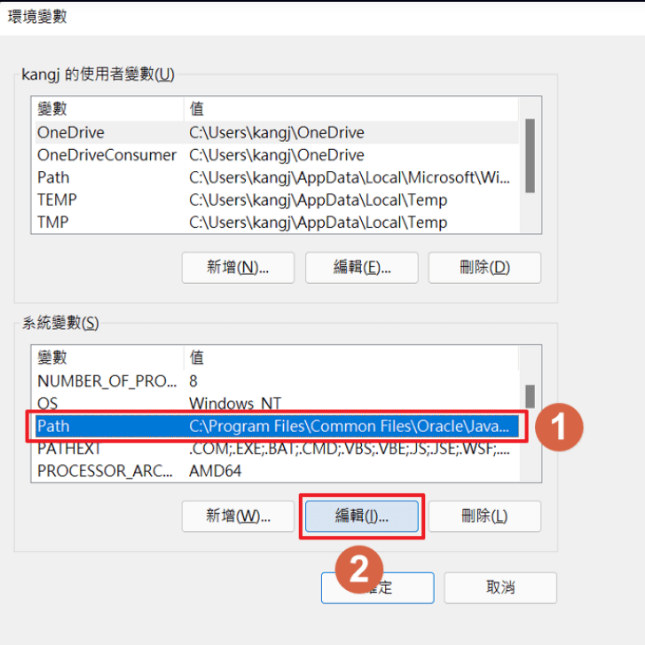 環境變數
kangj 的使用者變數(U)
變數 值
OneDrive C:\Users\kangj\OneDrive
OneDriveConsumer C:\Users\kangj\OneDrive
Path C:\Users\kangj\AppData\Local\Microsoft\Wi...
TEMP C:\Users\kangj\AppData\Local\Temp
TMP C:\Users\kangj\AppData\Local\Temp
新增(N)... 編輯(E)... 刪除(D)
系統變數(S)
變數 值
NUMBER_OF_PRO... 8
OS Windows_NT
Path C:\Program Files\Common Files\Oracle\Java... 1
PATHEXT .COM;.EXE;.BAT;.CMD;.VBS;.VBE;.JS;.JSE;.WSF;....
PROCESSOR_ARC... AMD64
新增(W)... 編輯(I)... 刪除(L)
2
定 取消